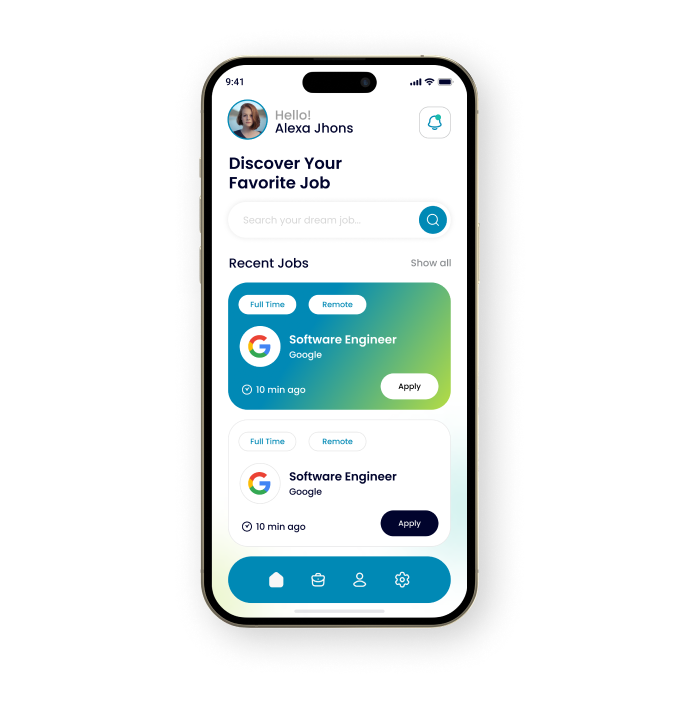 9:41
Hello!
Alexa Jhons
Discover Your
Favorite Job
Search your dream job...
Recent Jobs Show all
Full Time Remote
Software Engineer
Google
10 min ago Apply
Full Time Remote
Software Engineer
Google
10 min ago Apply